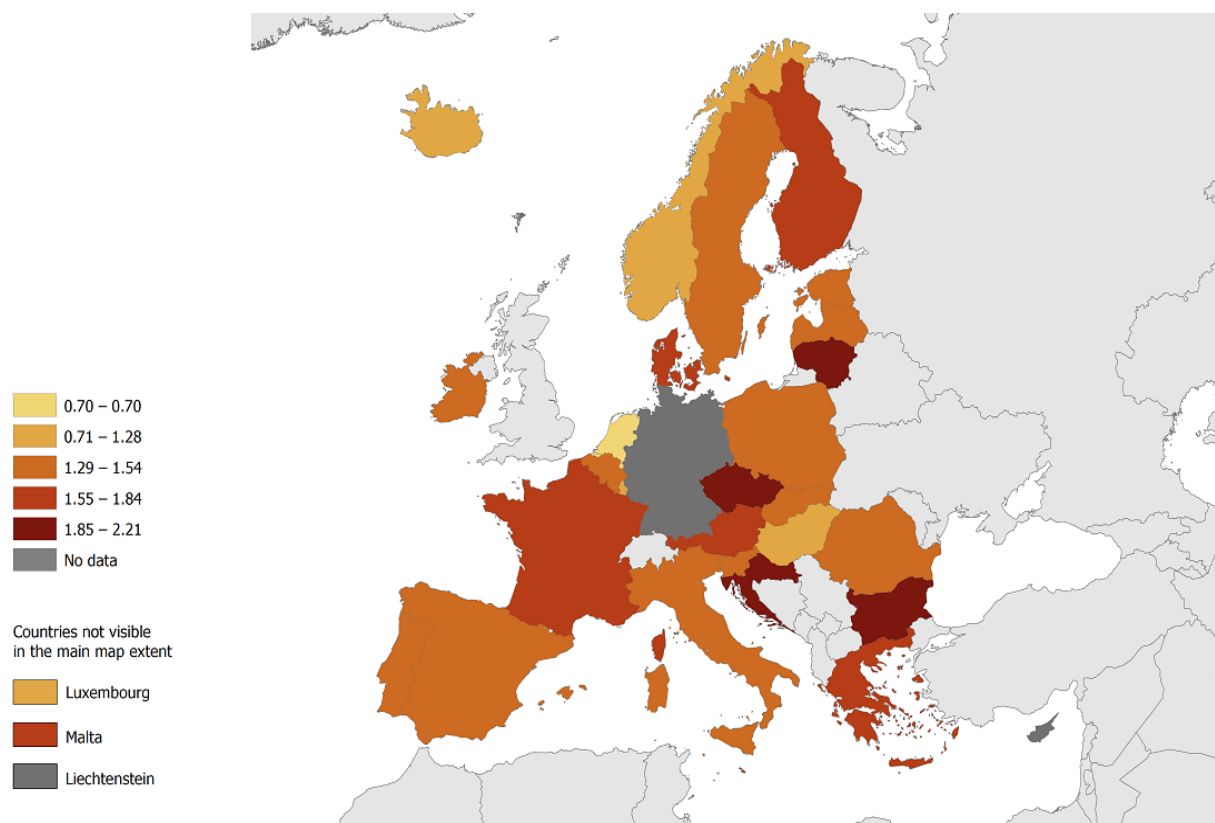 0.70 – 0.70
0.71 – 1.28
1.29 – 1.54
1.55 – 1.84
1.85 – 2.21
No data
Countries not visible
in the main map extent
Luxembourg
Malta
Liechtenstein